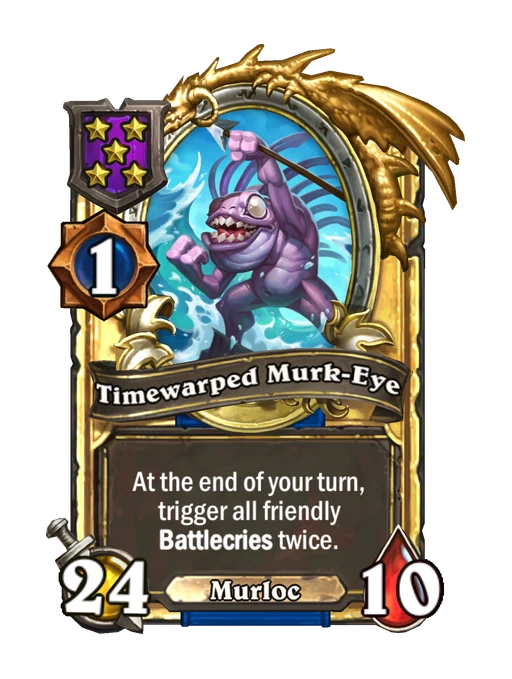 1
Timewarped Murk-Eye
At the end of your turn,
trigger all friendly
Battlecries twice.
24
Murloc
10